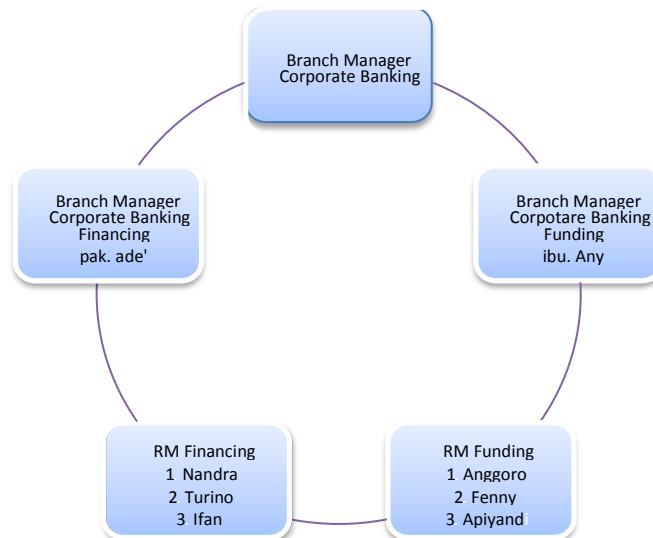 Branch Manager
Corporate Banking
Branch Manager
Corporate Banking
Financing
pak. ade'
Branch Manager
Corpotare Banking
Funding
ibu. Any
RM Financing
1. Nandra
2. Turino
3. Ifan
RM Funding
1. Anggoro
2. Fenny
3. Apiyandi